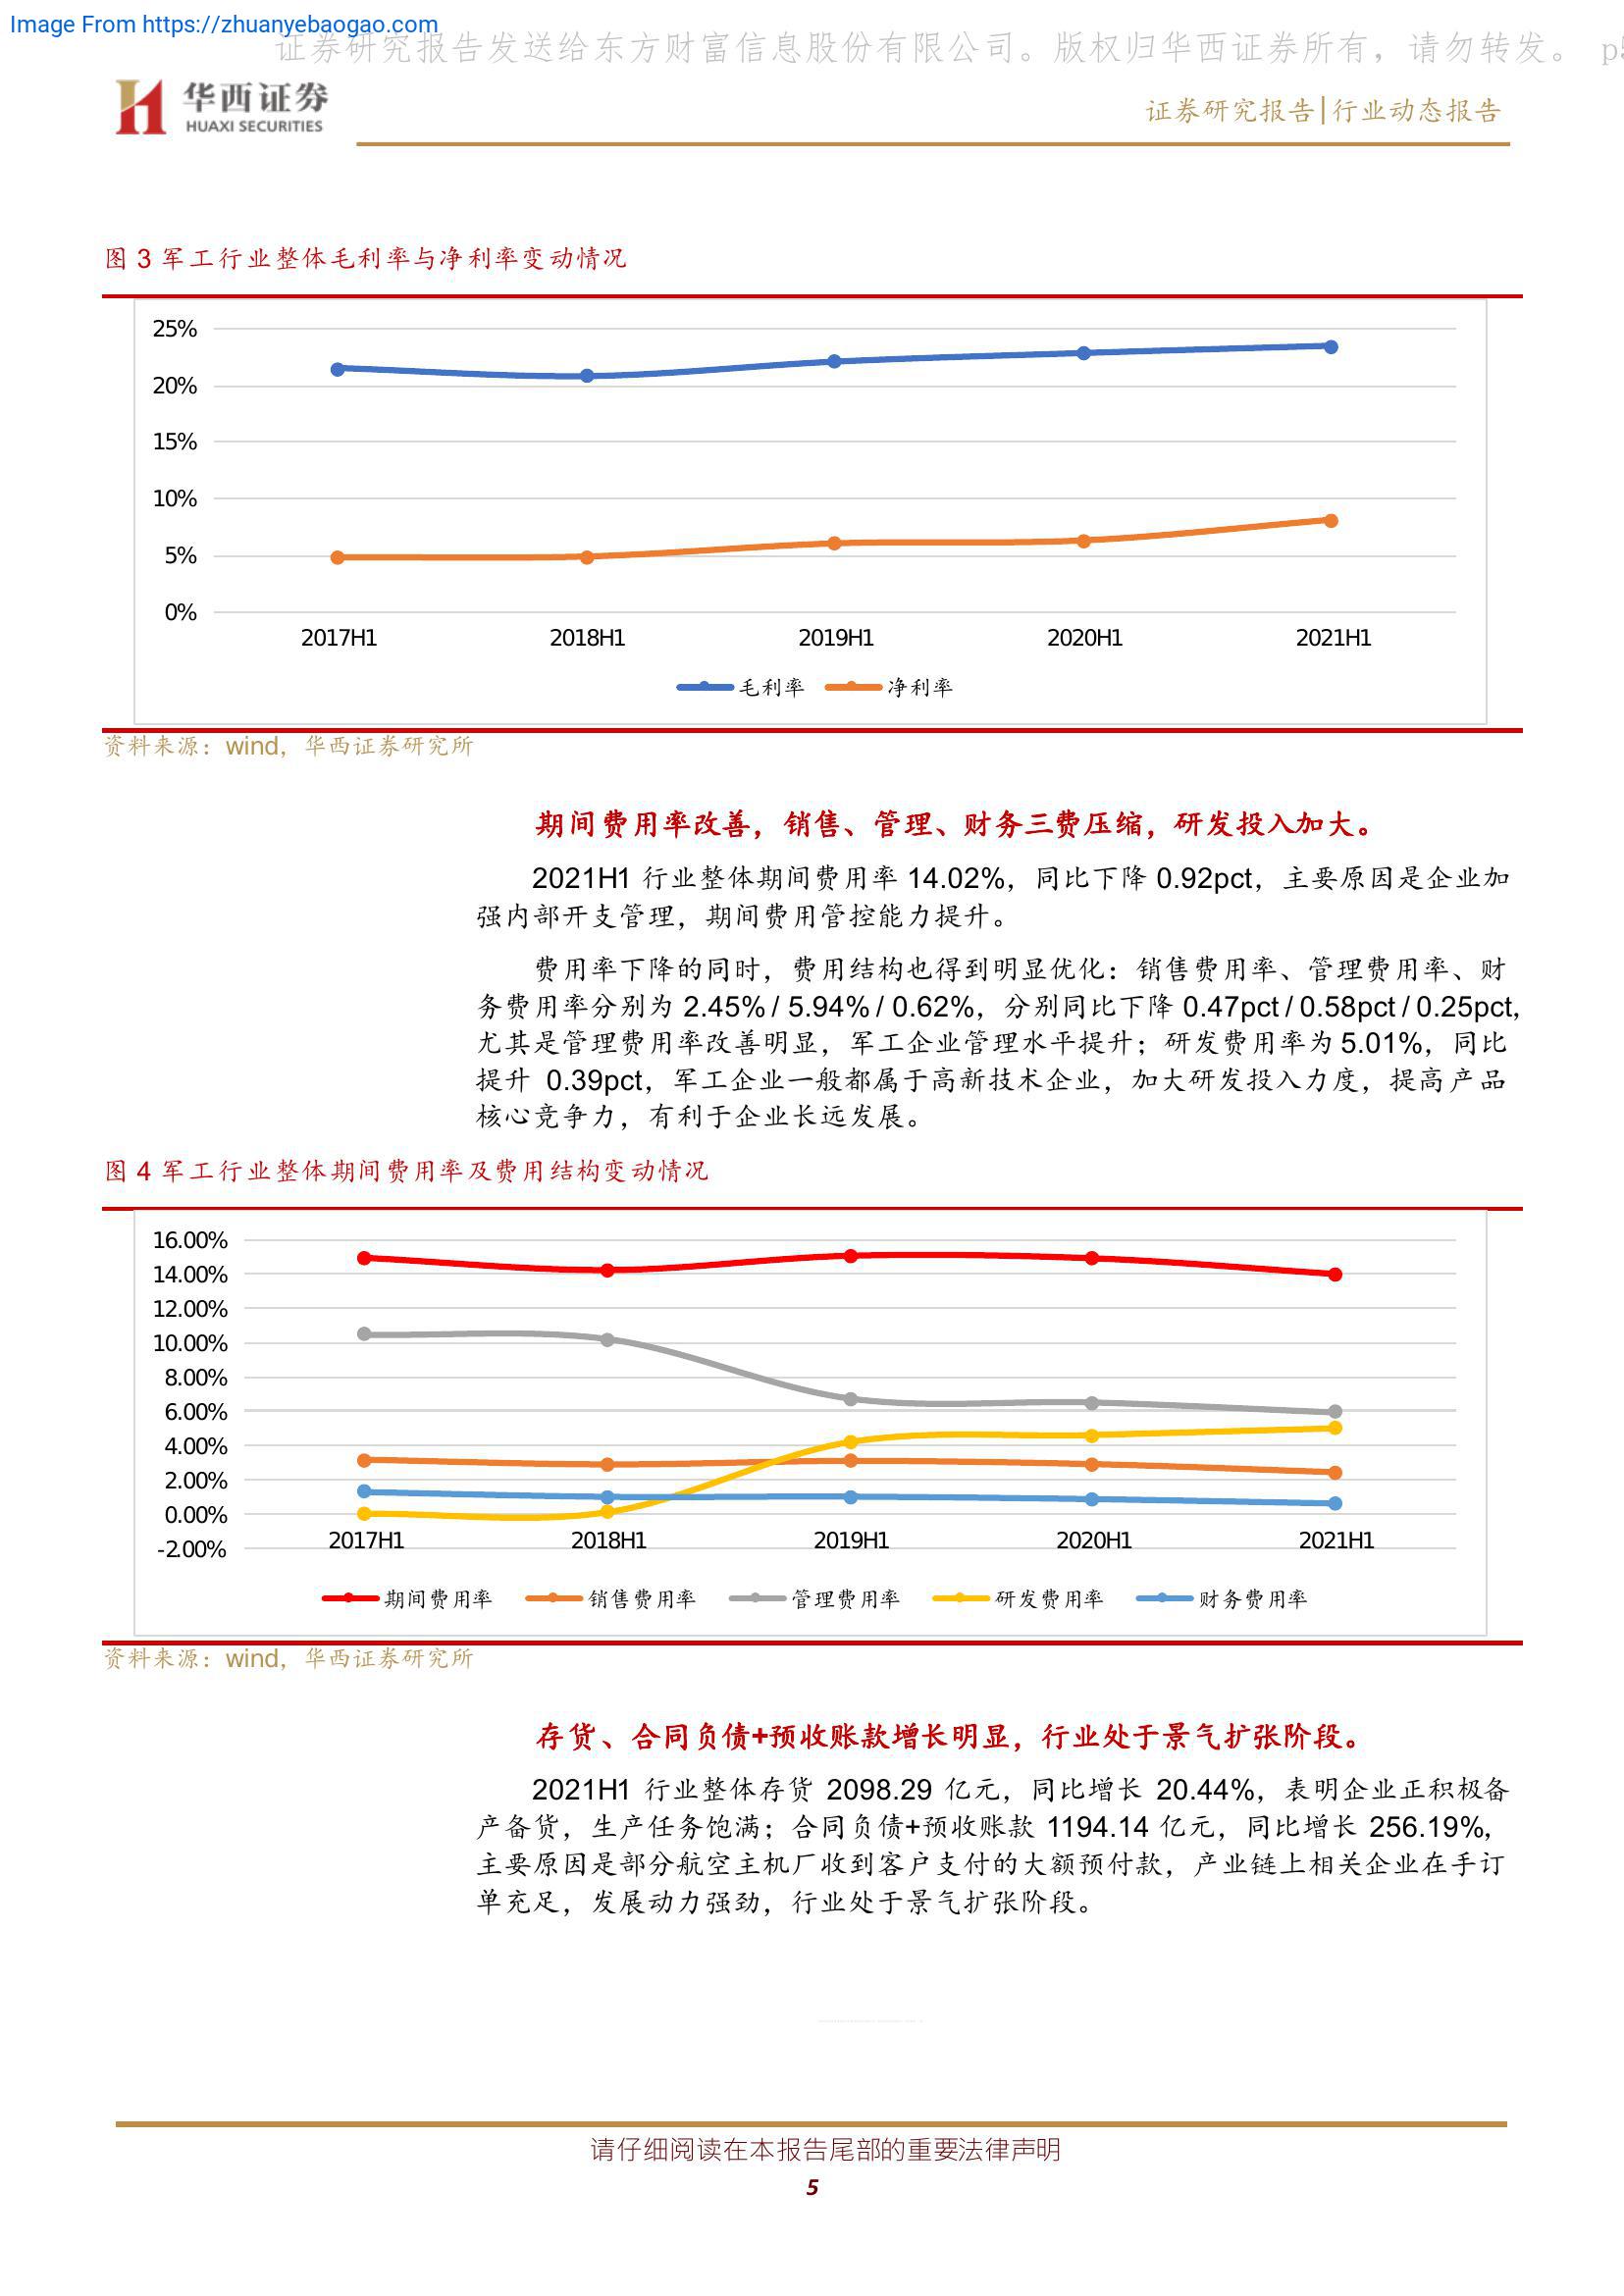 Image From https://zhuanyebaogao.com
证券研究报告发送给东方财富信息股份有限公司。版权归华西证券所有，请勿转发。 p5
华西证券
HUAXI SECURITIES
证券研究报告|行业动态报告
图 3 军工行业整体毛利率与净利率变动情况
25%
20%
15%
10%
5%
0%
2017H1 2018H1 2019H1 2020H1 2021H1
毛利率 净利率
资料来源：wind，华西证券研究所
期间费用率改善，销售、管理、财务三费压缩，研发投入加大。
2021H1 行业整体期间费用率 14.02%，同比下降 0.92pct，主要原因是企业加
强内部开支管理，期间费用管控能力提升。
费用率下降的同时，费用结构也得到明显优化：销售费用率、管理费用率、财
务费用率分别为 2.45% / 5.94% / 0.62%，分别同比下降 0.47pct / 0.58pct / 0.25pct，
尤其是管理费用率改善明显，军工企业管理水平提升；研发费用率为 5.01%，同比
提升 0.39pct，军工企业一般都属于高新技术企业，加大研发投入力度，提高产品
核心竞争力，有利于企业长远发展。
图 4 军工行业整体期间费用率及费用结构变动情况
16.00%
14.00%
12.00%
10.00%
8.00%
6.00%
4.00%
2.00%
0.00%
-2.00%
2017H1 2018H1 2019H1 2020H1 2021H1
期间费用率 销售费用率 管理费用率 研发费用率 财务费用率
资料来源：wind，华西证券研究所
存货、合同负债+预收账款增长明显，行业处于景气扩张阶段。
2021H1 行业整体存货 2098.29 亿元，同比增长 20.44%，表明企业正积极备
产备货，生产任务饱满；合同负债+预收账款 1194.14 亿元，同比增长 256.19%，
主要原因是部分航空主机厂收到客户支付的大额预付款，产业链上相关企业在手订
单充足，发展动力强劲，行业处于景气扩张阶段。
请仔细阅读在本报告尾部的重要法律声明
5